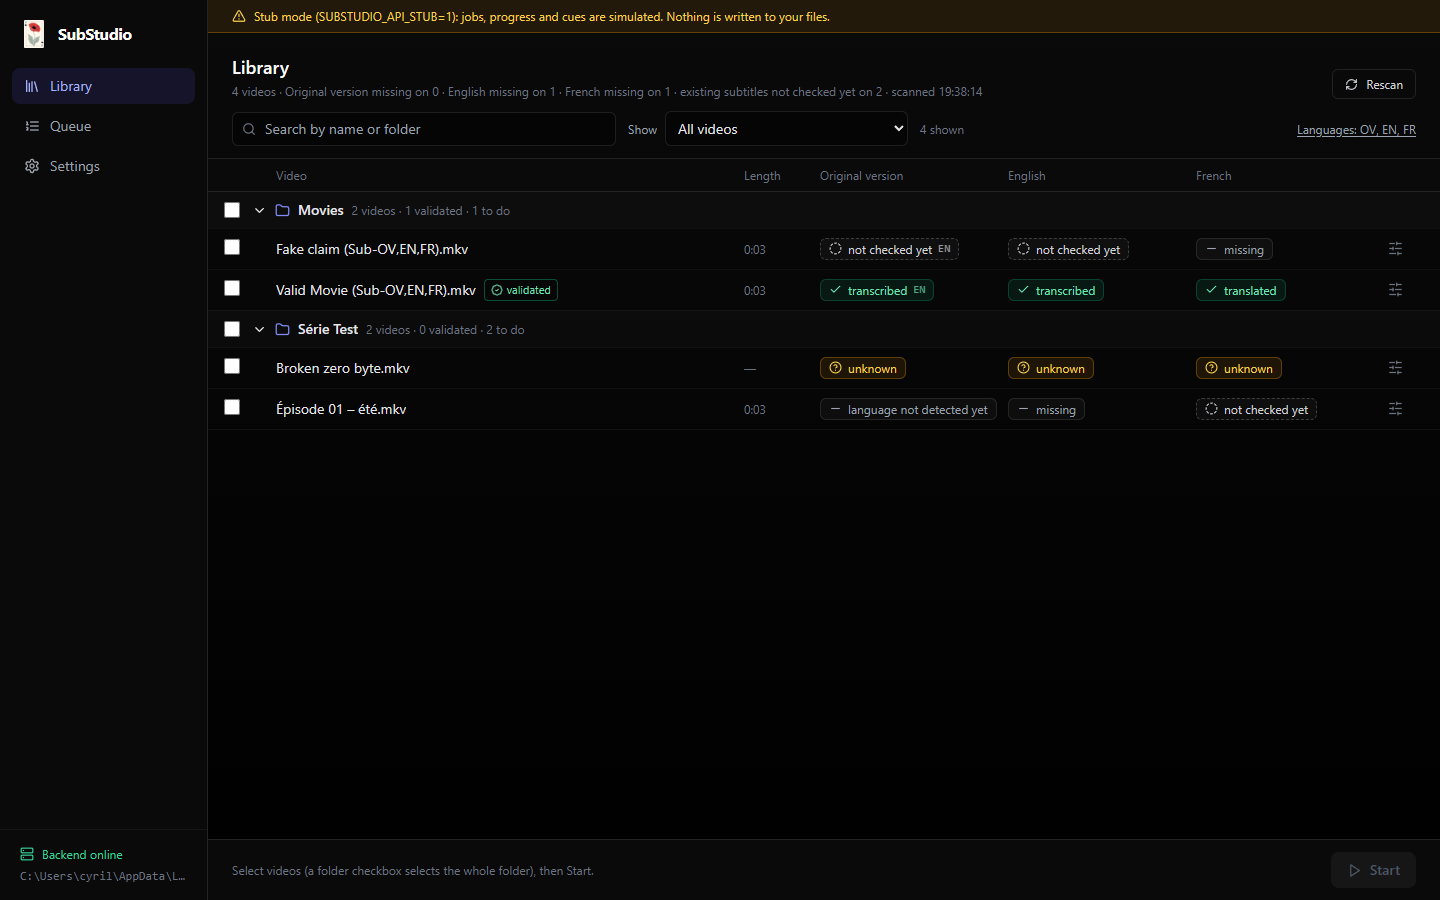 Stub mode (SUBSTUDIO_API_STUB=1): jobs, progress and cues are simulated. Nothing is written to your files.
SubStudio
Library
Queue
Settings
Library
4 videos · Original version missing on 0 · English missing on 1 · French missing on 1 · existing subtitles not checked yet on 2 · scanned 19:38:14
Rescan
Search by name or folder
Show
All videos
4 shown
Languages: OV, EN, FR
Video Length Original version English French
Movies 2 videos · 1 validated · 1 to do
Fake claim (Sub-OV,EN,FR).mkv 0:03 not checked yet EN not checked yet missing
Valid Movie (Sub-OV,EN,FR).mkv validated 0:03 transcribed EN transcribed translated
Série Test 2 videos · 0 validated · 2 to do
Broken zero byte.mkv — unknown unknown unknown
Épisode 01 – été.mkv 0:03 language not detected yet missing not checked yet
Backend online
C:\Users\cyril\AppData\L…
Select videos (a folder checkbox selects the whole folder), then Start.
Start